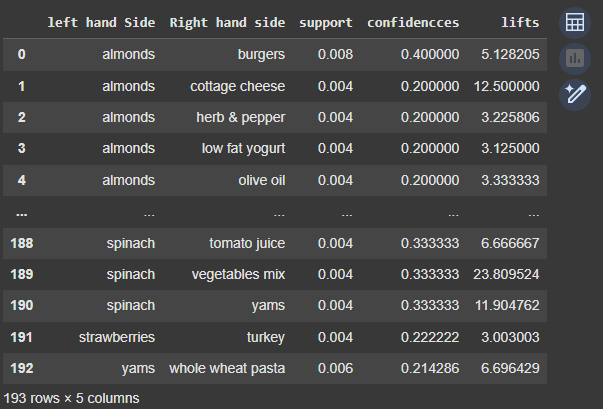 left hand Side Right hand side support confidencces lifts
0 almonds burgers 0.008 0.400000 5.128205
1 almonds cottage cheese 0.004 0.200000 12.500000
2 almonds herb & pepper 0.004 0.200000 3.225806
3 almonds low fat yogurt 0.004 0.200000 3.125000
4 almonds olive oil 0.004 0.200000 3.333333
... ... ... ... ... ...
188 spinach tomato juice 0.004 0.333333 6.666667
189 spinach vegetables mix 0.004 0.333333 23.809524
190 spinach yams 0.004 0.333333 11.904762
191 strawberries turkey 0.004 0.222222 3.003003
192 yams whole wheat pasta 0.006 0.214286 6.696429
193 rows × 5 columns